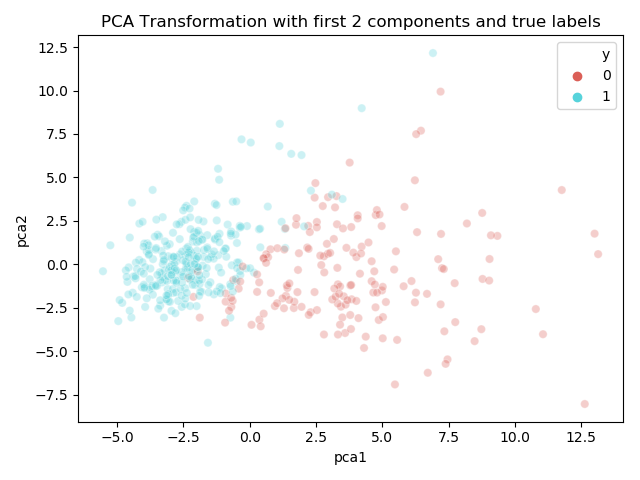 PCA Transformation with first 2 components and true labels
y
0
1
12.5
10.0
7.5
5.0
2.5
0.0
−2.5
−5.0
−7.5
pca2
−5.0 −2.5 0.0 2.5 5.0 7.5 10.0 12.5
pca1